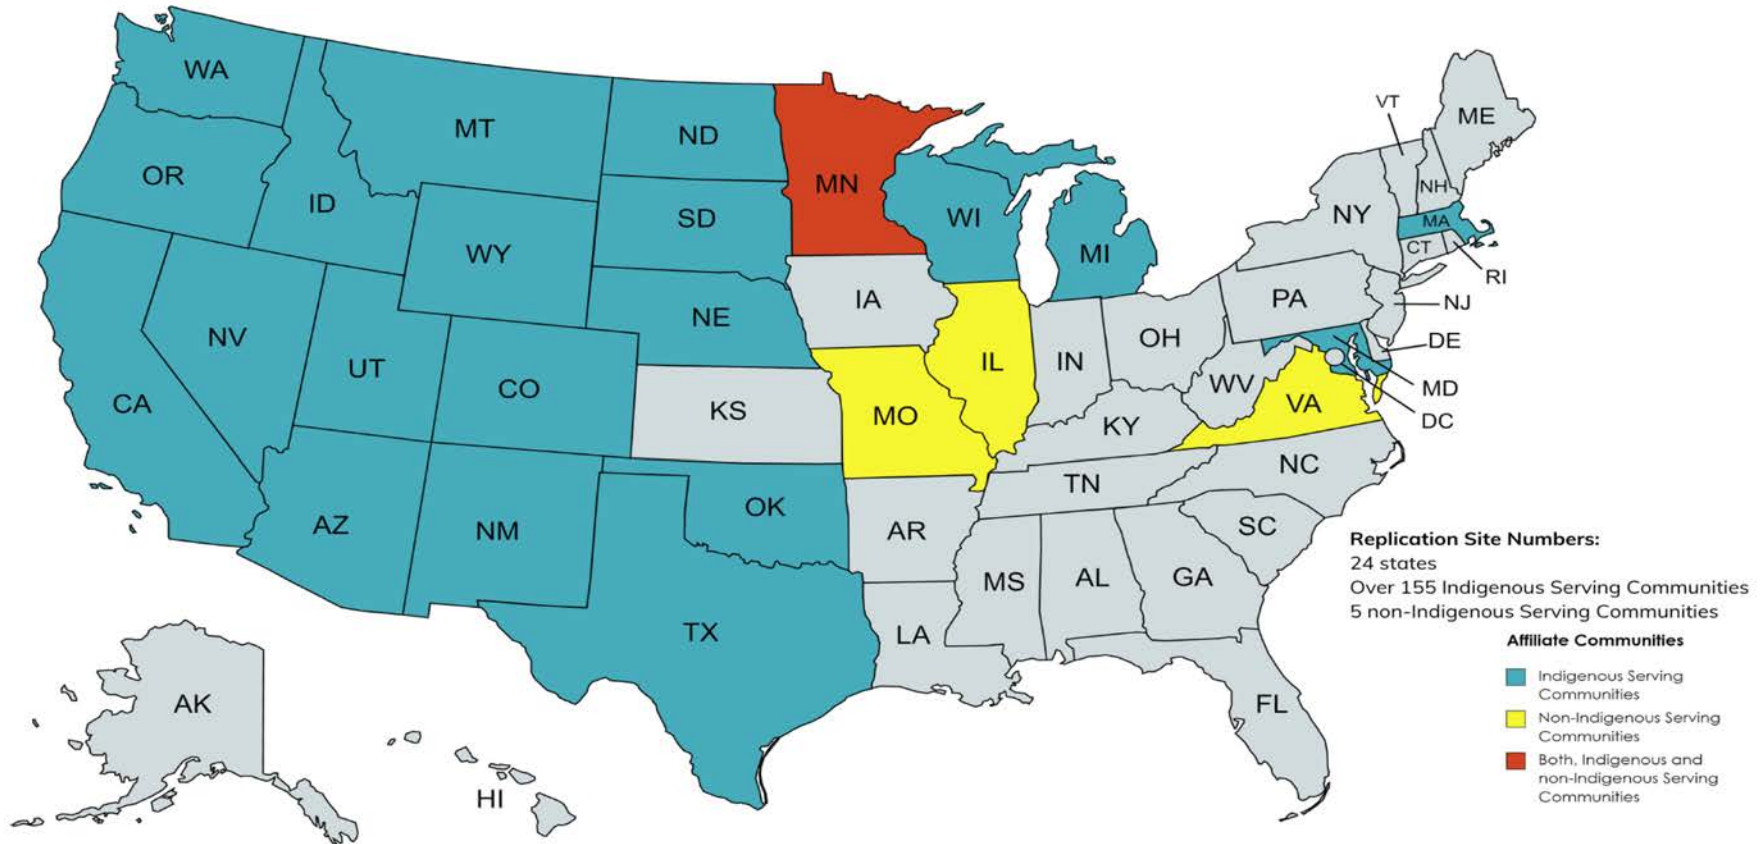 WA
MT
ND
MN
OR
ID
SD
WI
MI
WY
NE
IA
NV
UT
CO
CA
KS
MO
IL
IN
OH
PA
NY
VT
NH
ME
MA
CT
RI
NJ
DE
MD
DC
WV
VA
KY
NC
TN
SC
AZ
NM
OK
AR
MS
AL
GA
TX
LA
FL
AK
HI
Replication Site Numbers:
24 states
Over 155 Indigenous Serving Communities
5 non-Indigenous Serving Communities
Affiliate Communities
Indigenous Serving
Communities
Non-Indigenous Serving
Communities
Both, Indigenous and
non-Indigenous Serving
Communities